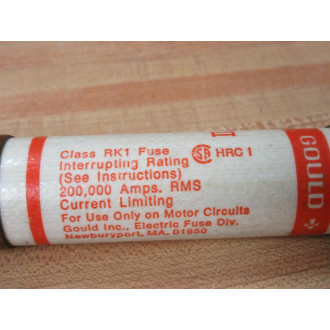 Class RK1 Fuse
Interrupting Rating
(See Instructions)
200,000 Amps. RMS
Current Limiting
For Use Only on Motor Circuits
Gould Inc., Electric Fuse Div.
Newburyport, MA. 01950
HRC I
GOULD